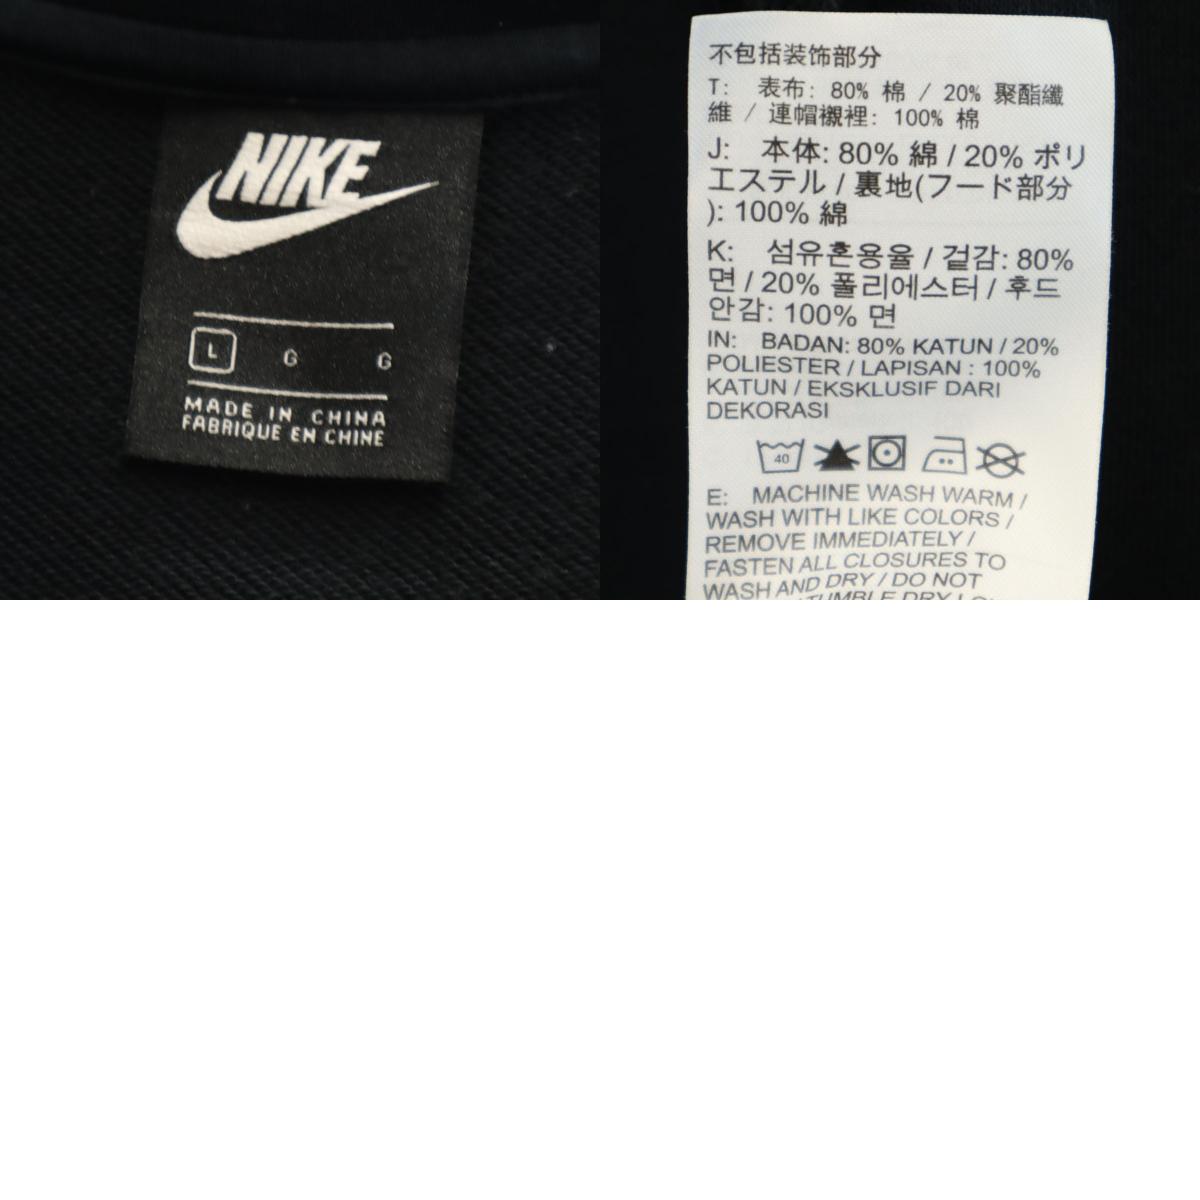 NIKE
L G G
MADE IN CHINA
FABRIQUE EN CHINE
不包括装饰部分
T: 表布: 80% 棉 / 20% 聚酯纖
維 / 連帽襯裡: 100% 棉
J: 本体: 80% 綿 / 20% ポリ
エステル / 裏地(フード部分
): 100% 綿
K: 섬유혼용율 / 겉감: 80%
면 / 20% 폴리에스터 / 후드
안감: 100% 면
IN: BADAN: 80% KATUN / 20%
POLIESTER / LAPISAN : 100%
KATUN / EKSKLUSIF DARI
DEKORASI
40
E: MACHINE WASH WARM /
WASH WITH LIKE COLORS /
REMOVE IMMEDIATELY /
FASTEN ALL CLOSURES TO
WASH AND DRY / DO NOT
TUMBLE DRY